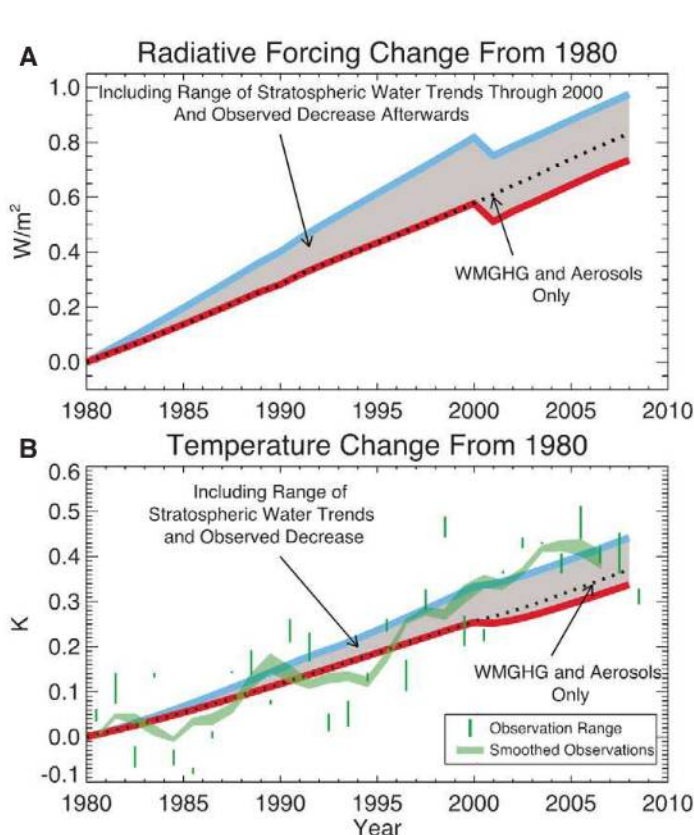 A
Radiative Forcing Change From 1980
1.0
Including Range of Stratospheric Water Trends Through 2000
And Observed Decrease Afterwards
0.8
0.6
W/m²
0.4
WMGHG and Aerosols
Only
0.2
0.0
1980 1985 1990 1995 2000 2005 2010
B
Temperature Change From 1980
0.6
Including Range of
Stratospheric Water Trends
and Observed Decrease
0.5
0.4
0.3
K
0.2
WMGHG and Aerosols
Only
0.1
0.0
Observation Range
Smoothed Observations
-0.1
1980 1985 1990 1995 2000 2005 2010
Year